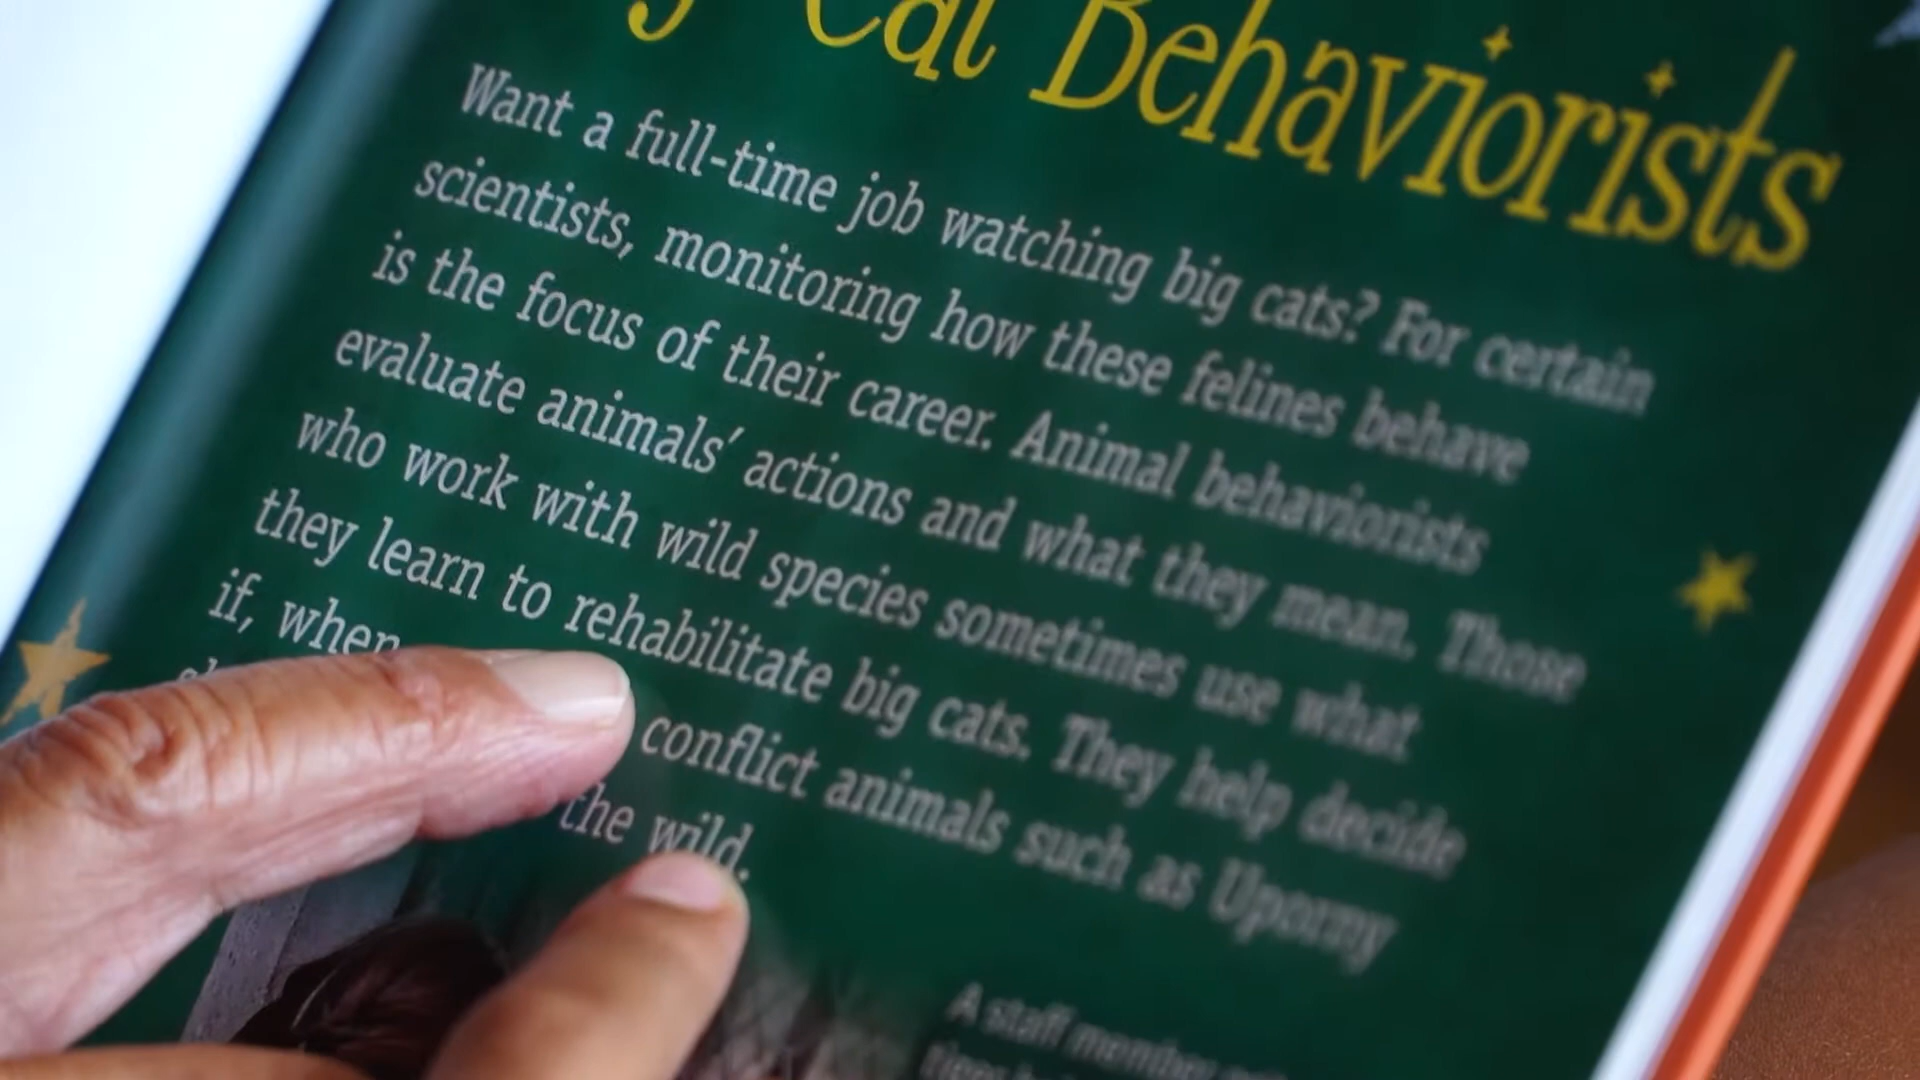 Cat Behaviorists
Want a full-time job watching big cats? For certain
scientists, monitoring how these felines behave
is the focus of their career. Animal behaviorists
evaluate animals' actions and what they mean. Those
who work with wild species sometimes use what
they learn to rehabilitate big cats. They help decide
if, when conflict animals such as Uporny
the wild.
A staff member